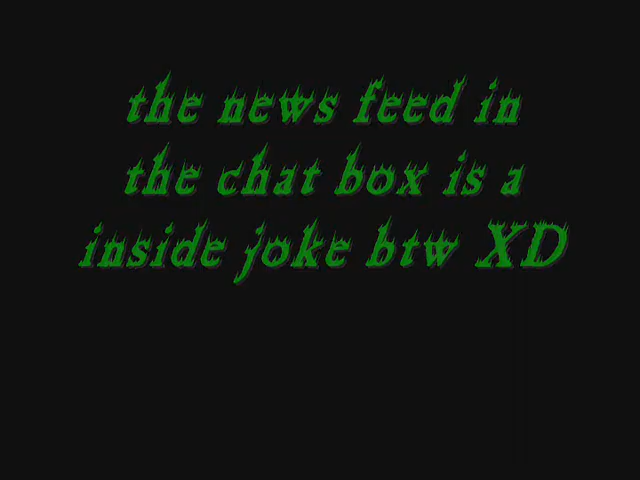 the news feed in
the chat box is a
inside joke btw XD